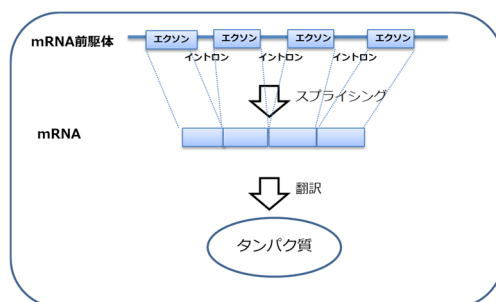 mRNA前駆体
エクソン エクソン エクソン エクソン
イントロン イントロン イントロン
スプライシング
mRNA
翻訳
タンパク質